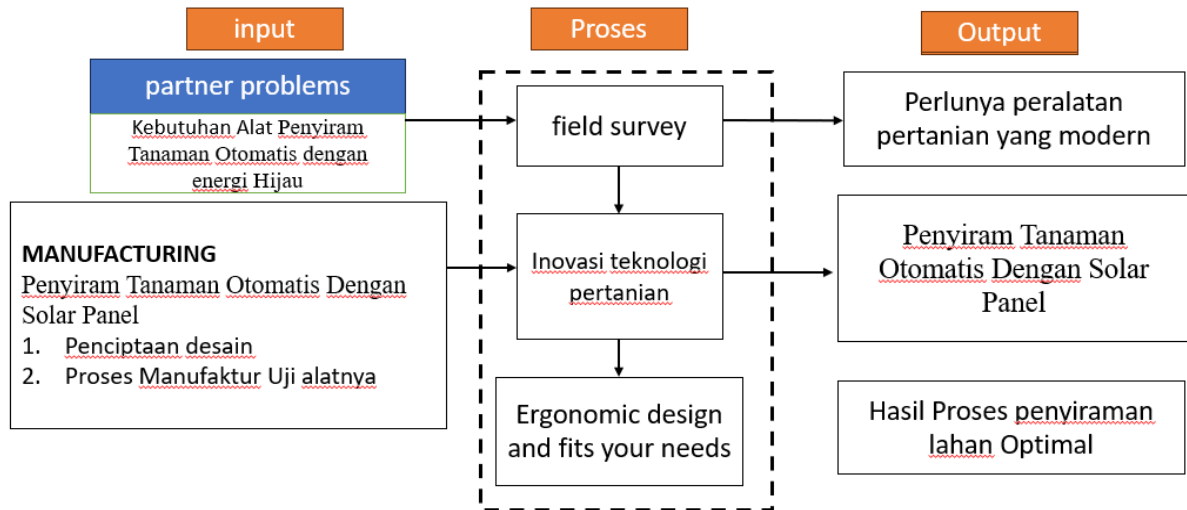 input
Proses
Output
partner problems
Kebutuhan Alat Penyiram
Tanaman Otomatis dengan
energi Hijau
field survey
Perlunya peralatan
pertanian yang modern
MANUFACTURING
Penyiram Tanaman Otomatis Dengan
Solar Panel
1. Penciptaan desain
2. Proses Manufaktur Uji alatnya
Inovasi teknologi
pertanian
Penyiram Tanaman
Otomatis Dengan Solar
Panel
Ergonomic design
and fits your needs
Hasil Proses penyiraman
lahan Optimal